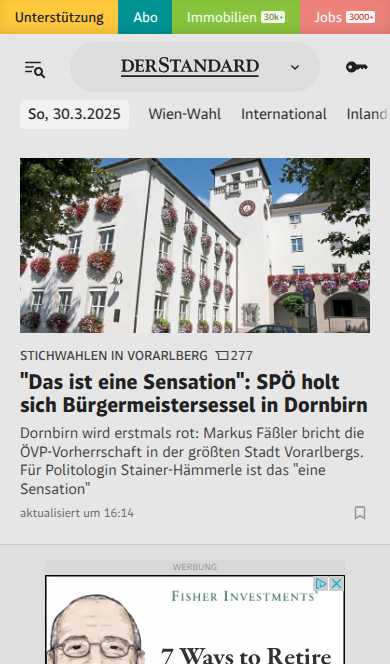 Unterstützung Abo Immobilien 30k+ Jobs 3000+
DERSTANDARD
So, 30.3.2025 Wien-Wahl International Inland
STICHWAHLEN IN VORARLBERG 277
"Das ist eine Sensation": SPÖ holt
sich Bürgermeistersessel in Dornbirn
Dornbirn wird erstmals rot: Markus Fäßler bricht die
ÖVP-Vorherrschaft in der größten Stadt Vorarlbergs.
Für Politologin Stainer-Hämmerle ist das "eine
Sensation"
aktualisiert um 16:14
WERBUNG
FISHER INVESTMENTS
7 Ways to Retire